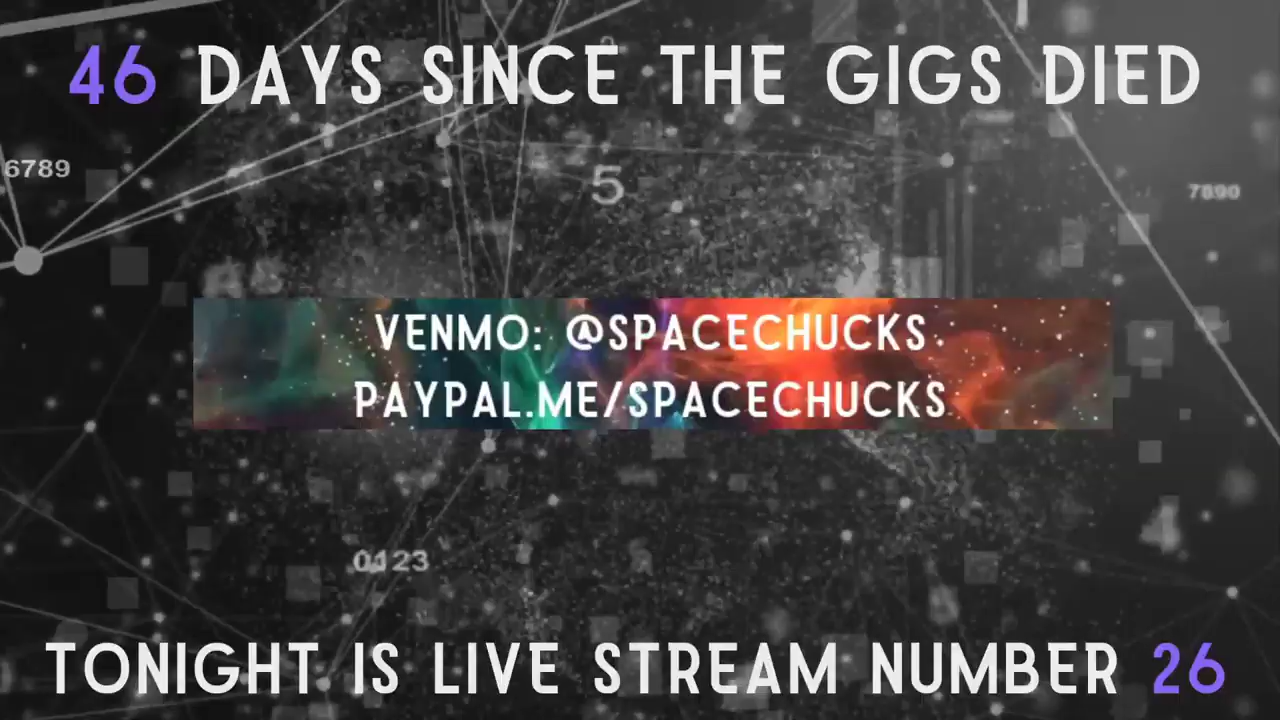 46 DAYS SINCE THE GIGS DIED
6789
5
7890
VENMO: @SPACECHUCKS
PAYPAL.ME/SPACECHUCKS
4
0123
TONIGHT IS LIVE STREAM NUMBER 26